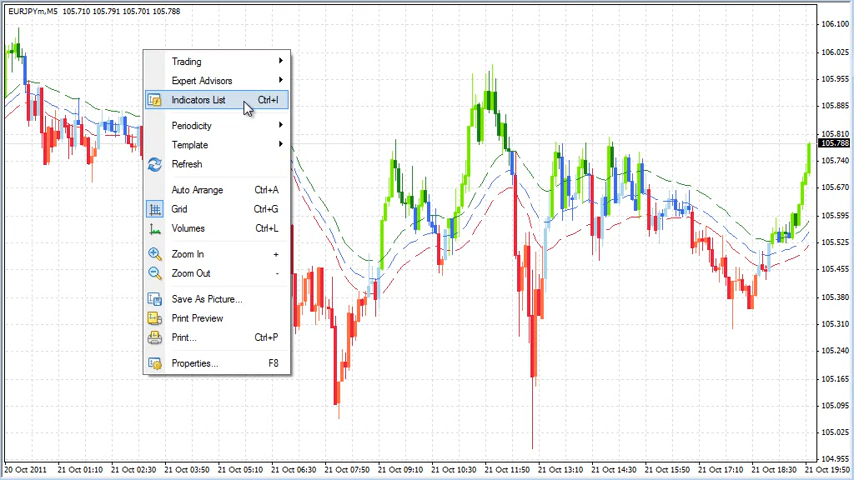 EURJPYm,M5 105.710 105.791 105.701 105.788
Trading
Expert Advisors
Indicators List Ctrl+I
Periodicity
Template
Refresh
Auto Arrange Ctrl+A
Grid Ctrl+G
Volumes Ctrl+L
Zoom In +
Zoom Out -
Save As Picture...
Print Preview
Print... Ctrl+P
Properties... F8
106.100
106.025
105.955
105.885
105.810
105.788
105.740
105.670
105.595
105.525
105.455
105.380
105.310
105.240
105.165
105.095
105.025
104.955
20 Oct 2011 21 Oct 01:10 21 Oct 02:30 21 Oct 03:50 21 Oct 05:10 21 Oct 06:30 21 Oct 07:50 21 Oct 09:10 21 Oct 10:30 21 Oct 11:50 21 Oct 13:10 21 Oct 14:30 21 Oct 15:50 21 Oct 17:10 21 Oct 18:30 21 Oct 19:50